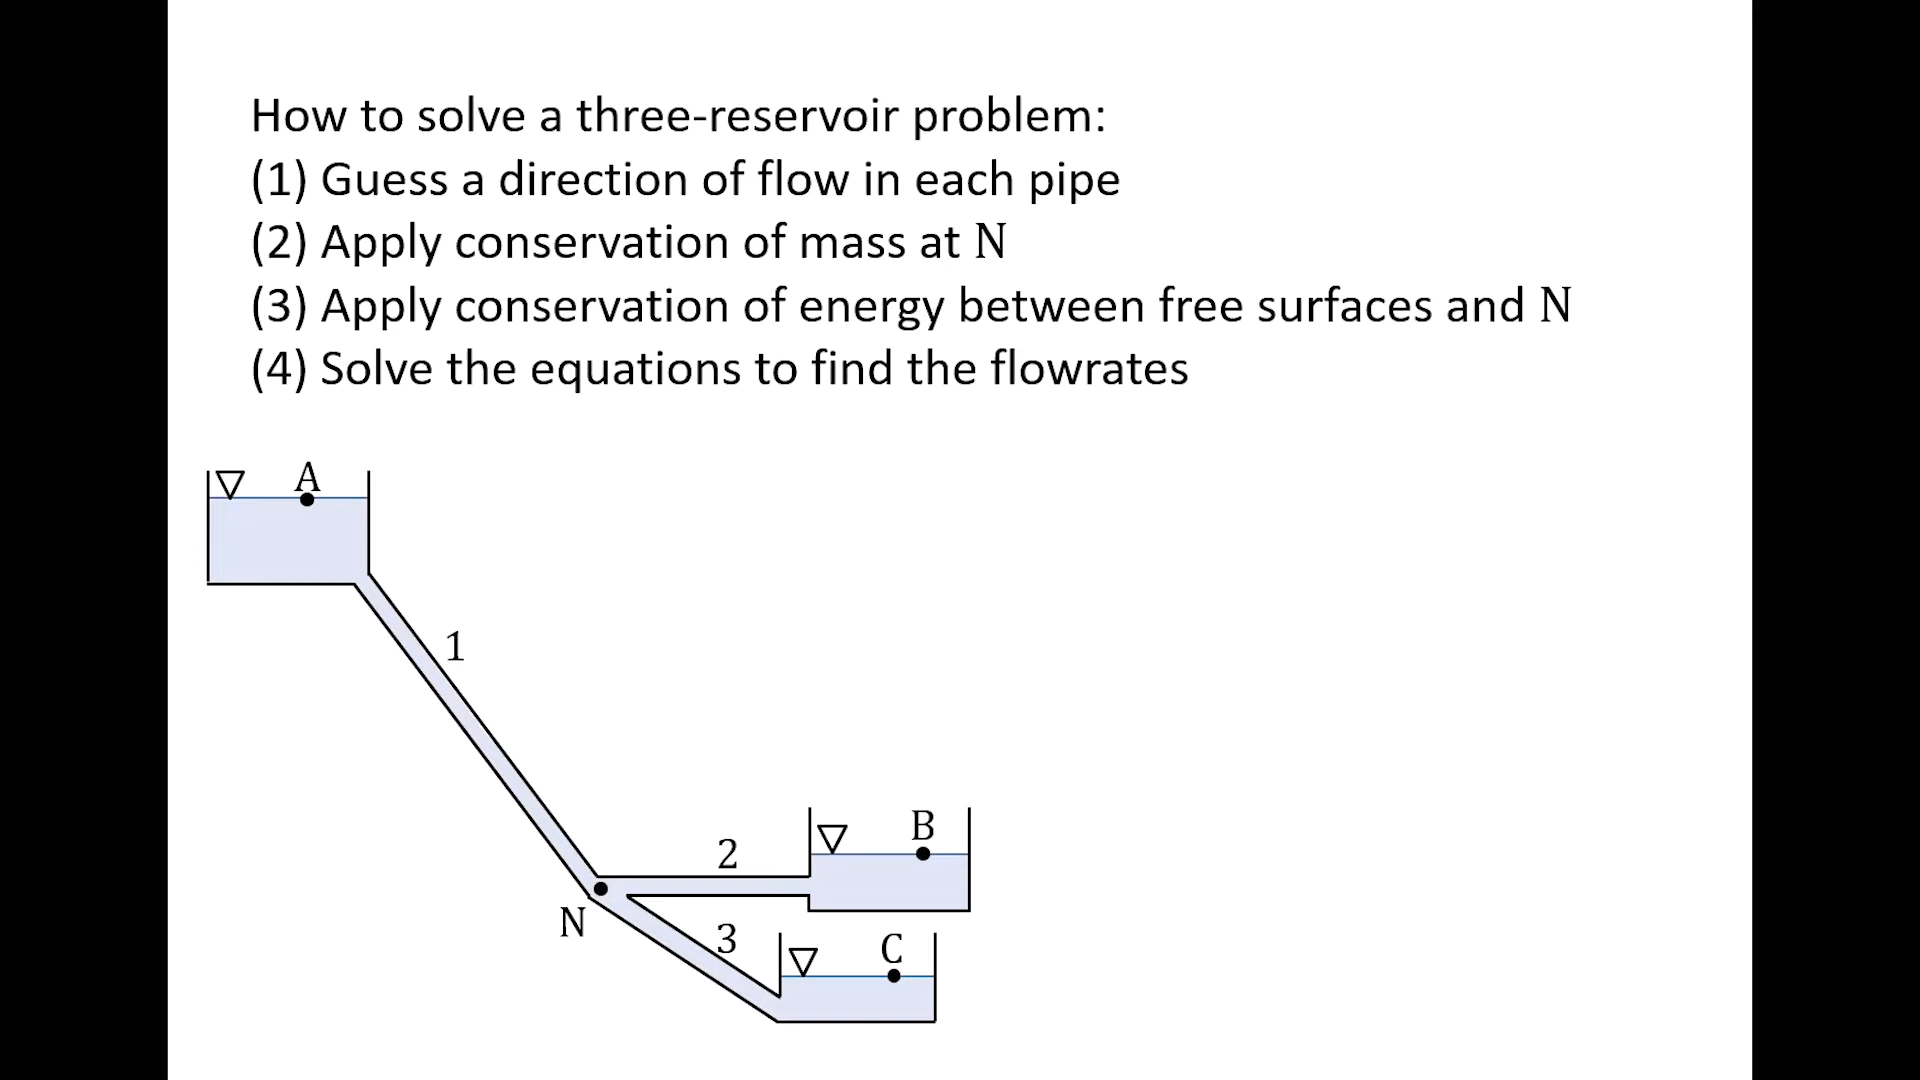 How to solve a three-reservoir problem:
(1) Guess a direction of flow in each pipe
(2) Apply conservation of mass at N
(3) Apply conservation of energy between free surfaces and N
(4) Solve the equations to find the flowrates
A
1
B
2
N
3
C